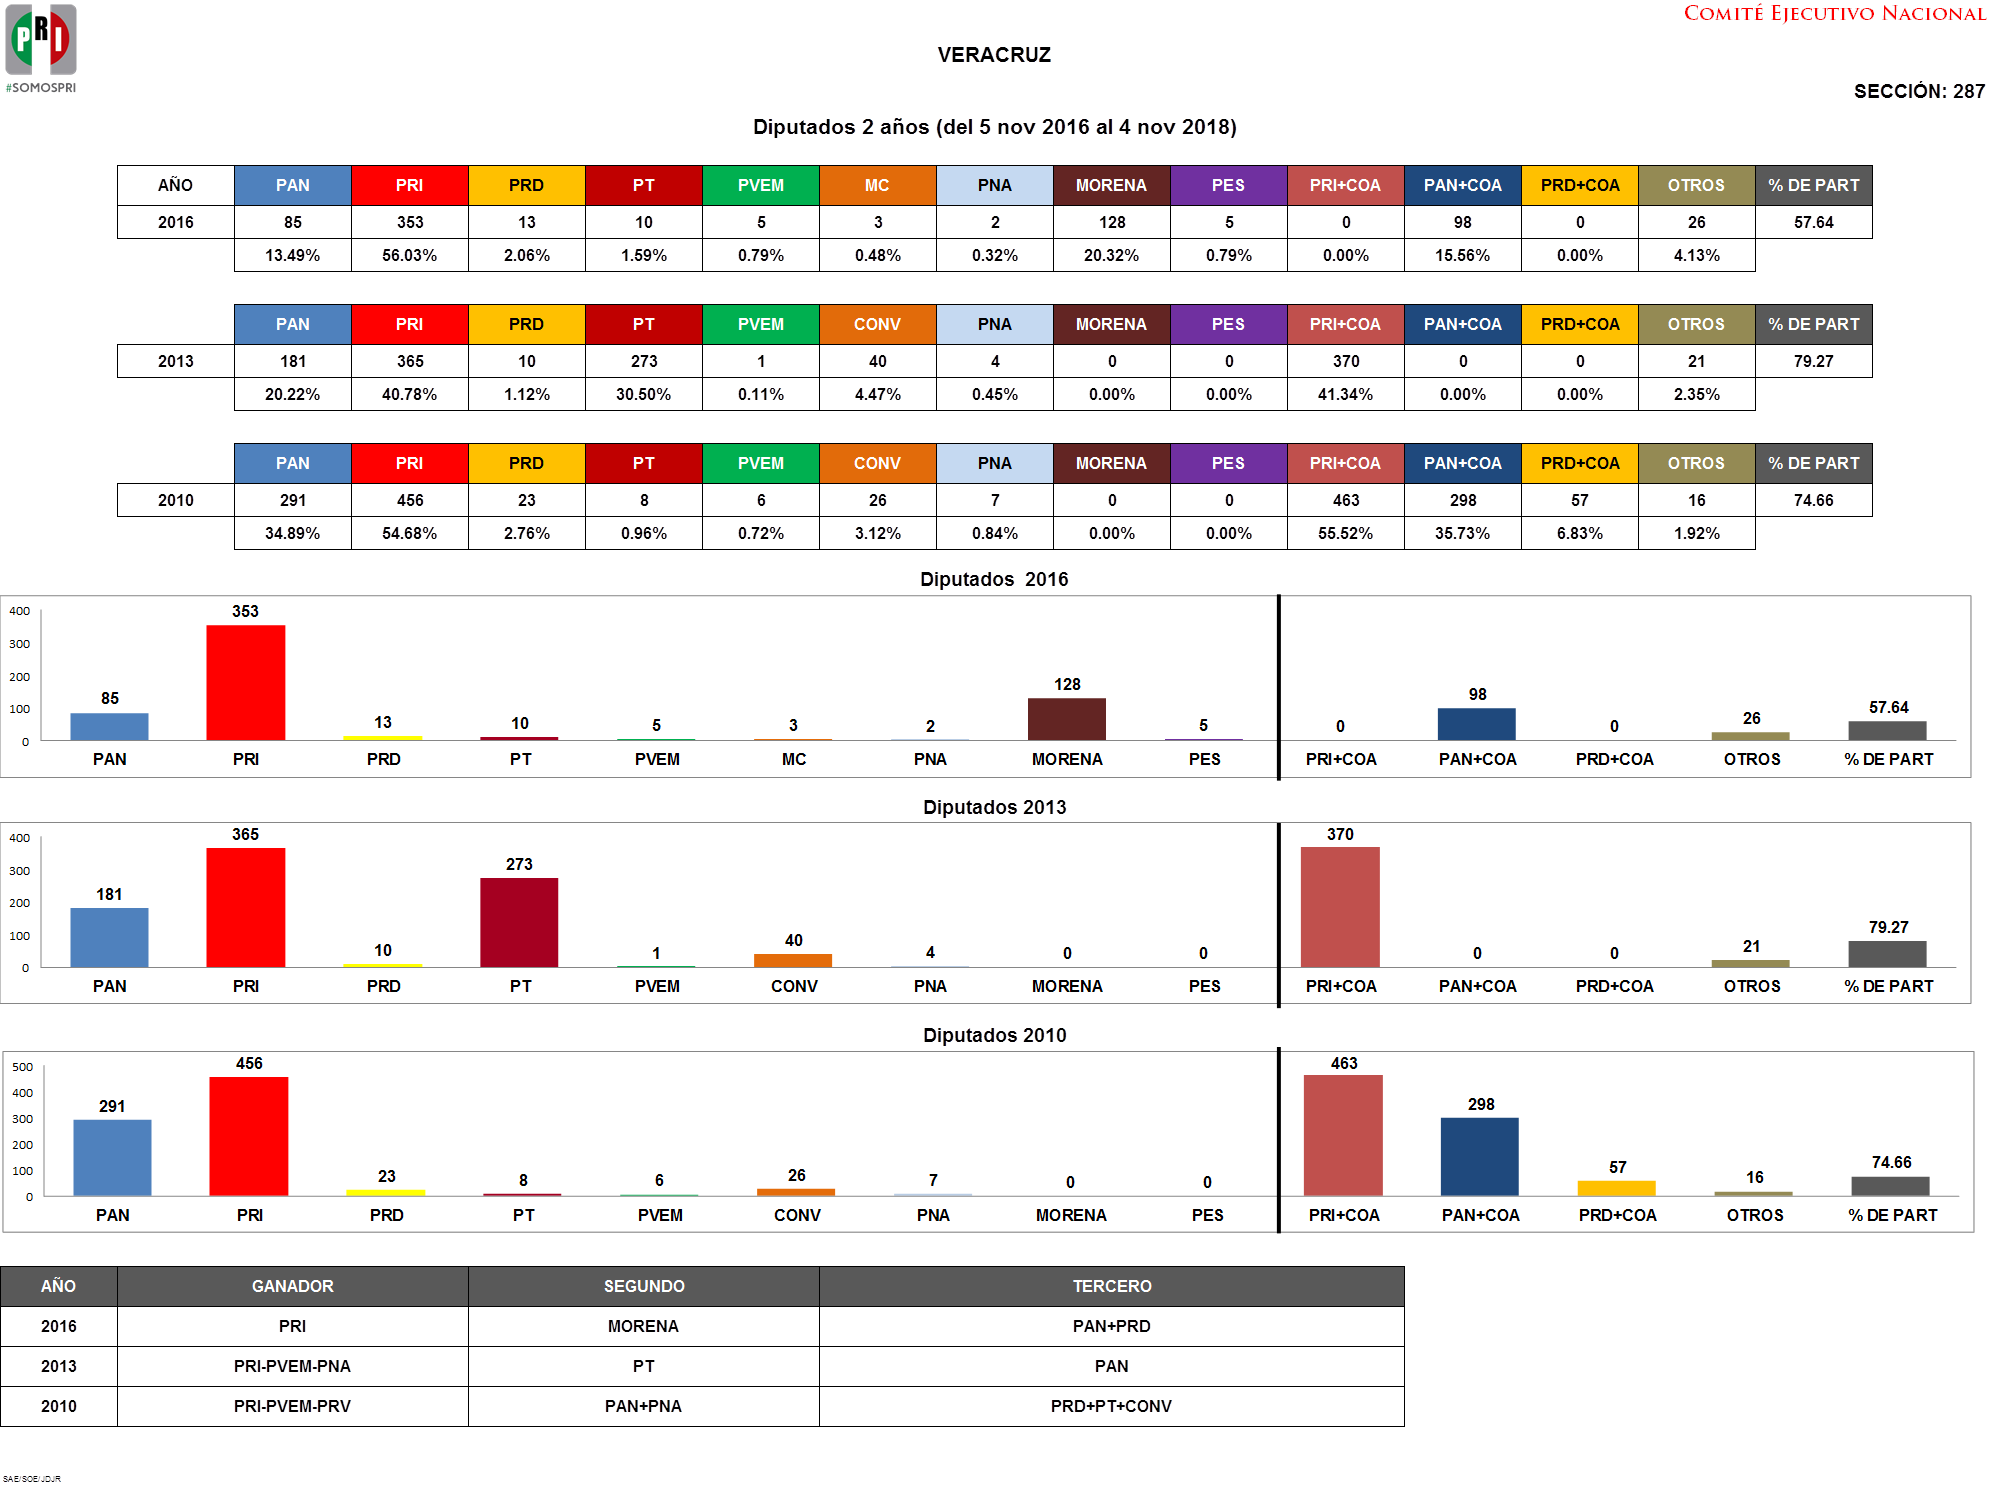 PRI
#SOMOSPRI
COMITÉ EJECUTIVO NACIONAL
VERACRUZ
SECCIÓN: 287
Diputados 2 años (del 5 nov 2016 al 4 nov 2018)
AÑO PAN PRI PRD PT PVEM MC PNA MORENA PES PRI+COA PAN+COA PRD+COA OTROS % DE PART
2016 85 353 13 10 5 3 2 128 5 0 98 0 26 57.64
13.49% 56.03% 2.06% 1.59% 0.79% 0.48% 0.32% 20.32% 0.79% 0.00% 15.56% 0.00% 4.13%
PAN PRI PRD PT PVEM CONV PNA MORENA PES PRI+COA PAN+COA PRD+COA OTROS % DE PART
2013 181 365 10 273 1 40 4 0 0 370 0 0 21 79.27
20.22% 40.78% 1.12% 30.50% 0.11% 4.47% 0.45% 0.00% 0.00% 41.34% 0.00% 0.00% 2.35%
PAN PRI PRD PT PVEM CONV PNA MORENA PES PRI+COA PAN+COA PRD+COA OTROS % DE PART
2010 291 456 23 8 6 26 7 0 0 463 298 57 16 74.66
34.89% 54.68% 2.76% 0.96% 0.72% 3.12% 0.84% 0.00% 0.00% 55.52% 35.73% 6.83% 1.92%
Diputados 2016
400
300
200
100
0
85 353 13 10 5 3 2 128 5 0 98 0 26 57.64
PAN PRI PRD PT PVEM MC PNA MORENA PES PRI+COA PAN+COA PRD+COA OTROS % DE PART
Diputados 2013
400
300
200
100
0
181 365 10 273 1 40 4 0 0 370 0 0 21 79.27
PAN PRI PRD PT PVEM CONV PNA MORENA PES PRI+COA PAN+COA PRD+COA OTROS % DE PART
Diputados 2010
500
400
300
200
100
0
291 456 23 8 6 26 7 0 0 463 298 57 16 74.66
PAN PRI PRD PT PVEM CONV PNA MORENA PES PRI+COA PAN+COA PRD+COA OTROS % DE PART
AÑO GANADOR SEGUNDO TERCERO
2016 PRI MORENA PAN+PRD
2013 PRI-PVEM-PNA PT PAN
2010 PRI-PVEM-PRV PAN+PNA PRD+PT+CONV
SAE/SOE/JDJR